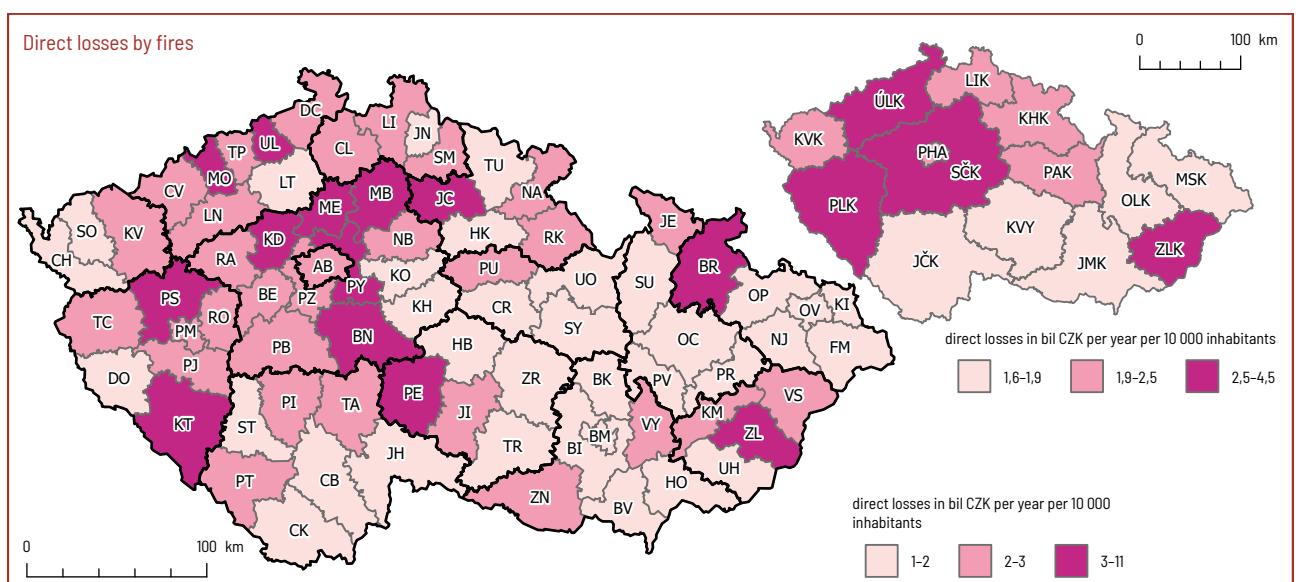 Direct losses by fires
0 100 km
DC
LI
JN
UL
TP
CL
SM
TU
MO
LT
CV
NA
MB
JC
ME
LN
SO
KV
KD
NB
HK
RK
CH
RA
AB
KO
PU
PY
BE
PZ
UO
PS
KH
CR
RO
TC
PM
SY
BN
PB
HB
PJ
DO
ZR
BK
PE
KT
ST
PI
TA
JI
VY
BM
BI
TR
JH
PT
CB
ZN
HO
BV
CK
JE
BR
SU
OP
OV
KI
OC
NJ
FM
PR
PV
VS
KM
ZL
UH
0 100 km
LIK
ÚLK
KHK
KVK
PHA
SČK
PAK
MSK
OLK
PLK
KVY
ZLK
JČK
JMK
direct losses in bil CZK per year per 10 000 inhabitants
1,6–1,9 1,9–2,5 2,5–4,5
direct losses in bil CZK per year per 10 000
inhabitants
1–2 2–3 3–11